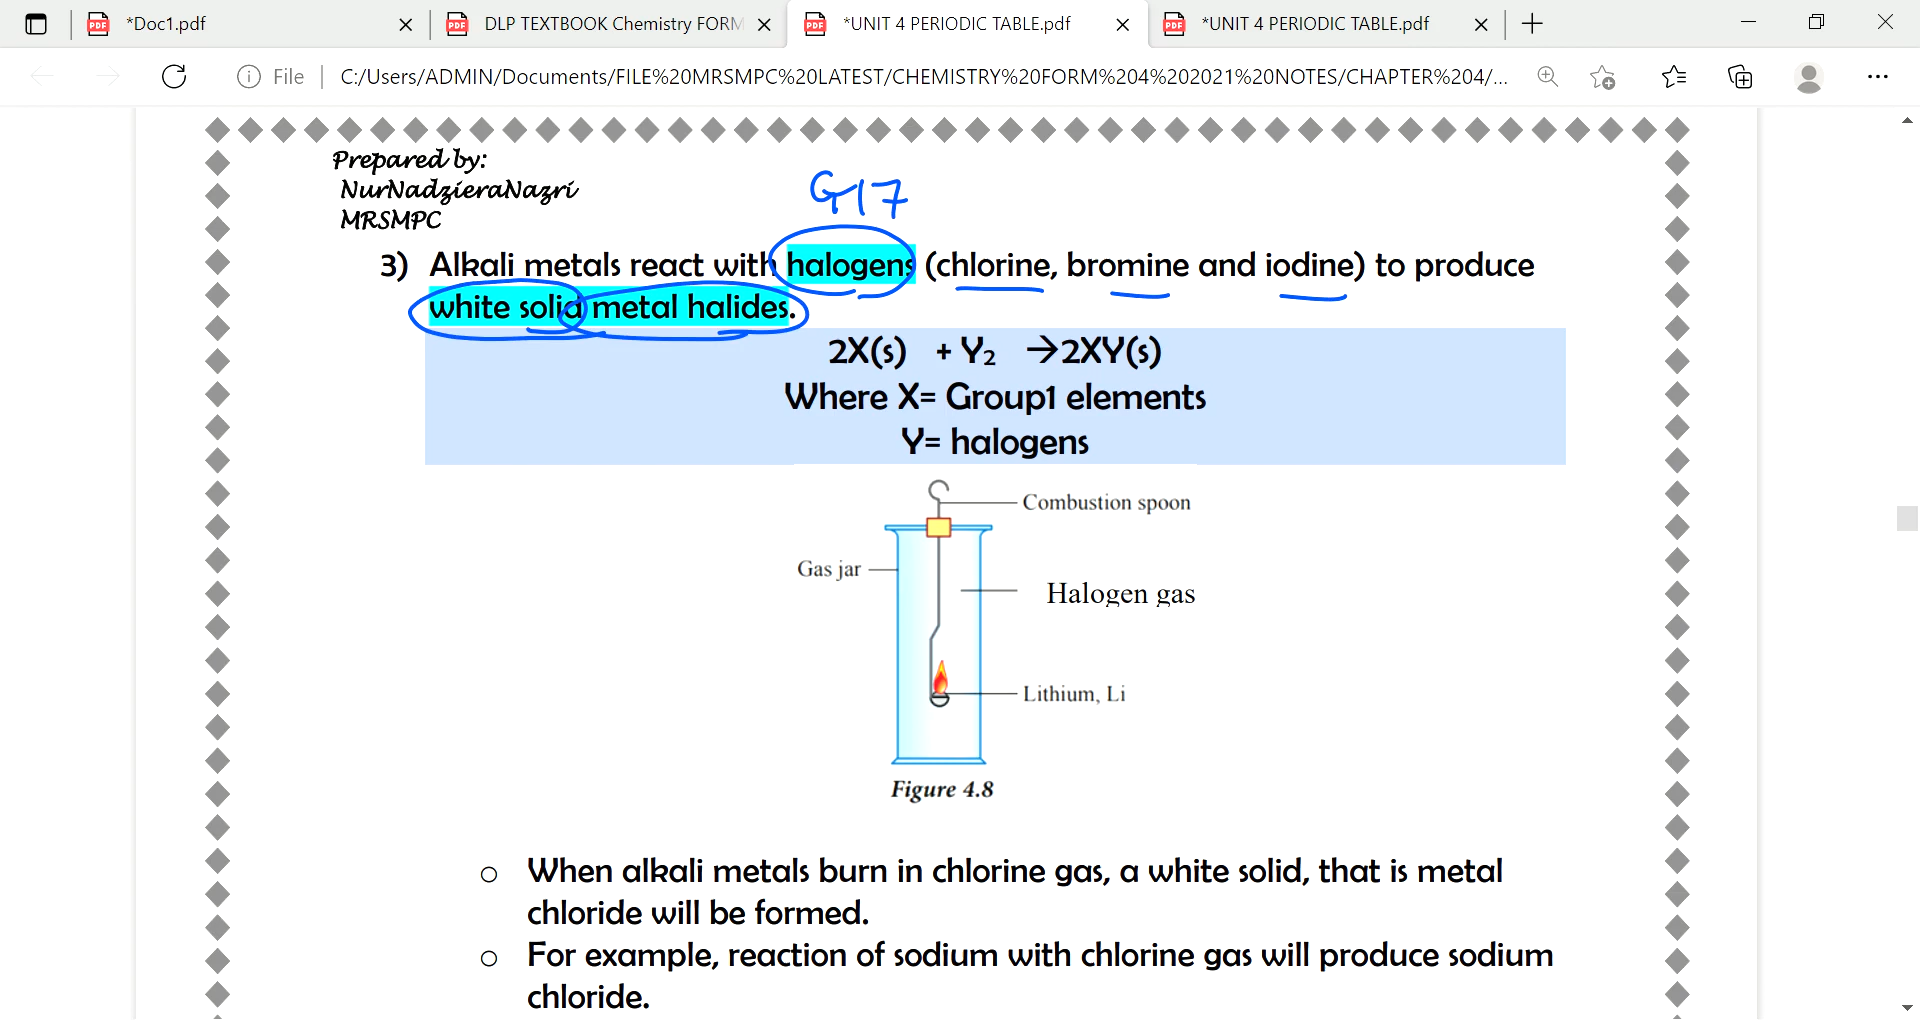 *Doc1.pdf
DLP TEXTBOOK Chemistry FORM
*UNIT 4 PERIODIC TABLE.pdf
*UNIT 4 PERIODIC TABLE.pdf
File
C:/Users/ADMIN/Documents/FILE%20MRSMPC%20LATEST/CHEMISTRY%20FORM%204%202021%20NOTES/CHAPTER%204/...
Prepared by:
NurNadzieraNazri
MRSMPC
G17
3) Alkali metals react with halogens (chlorine, bromine and iodine) to produce
white solid metal halides.
2X(s) + Y₂ →2XY(s)
Where X= Group1 elements
Y= halogens
Combustion spoon
Gas jar
Halogen gas
Lithium, Li
Figure 4.8
o When alkali metals burn in chlorine gas, a white solid, that is metal
chloride will be formed.
o For example, reaction of sodium with chlorine gas will produce sodium
chloride.